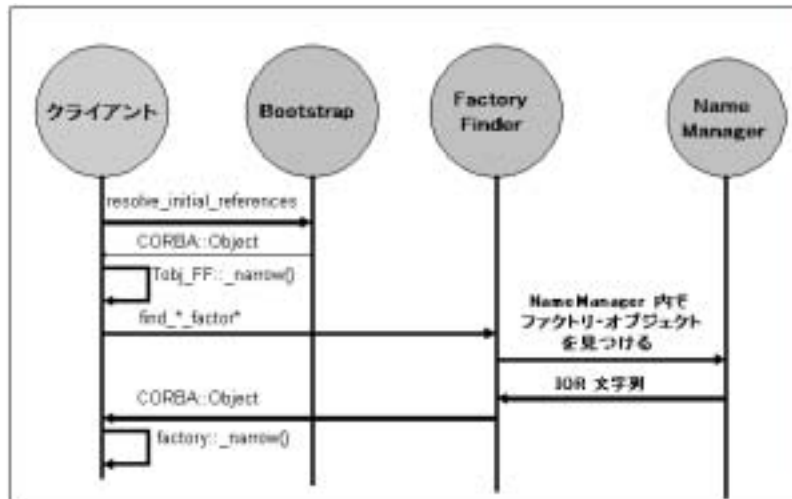 クライアント
Bootstrap
Factory
Finder
Name
Manager
resolve_initial_references
CORBA::Object
Tobj_FF::_narrow()
find_*_factor*
NameManager 内で
ファクトリ・オブジェクト
を見つける
IOR 文字列
CORBA::Object
factory::_narrow()